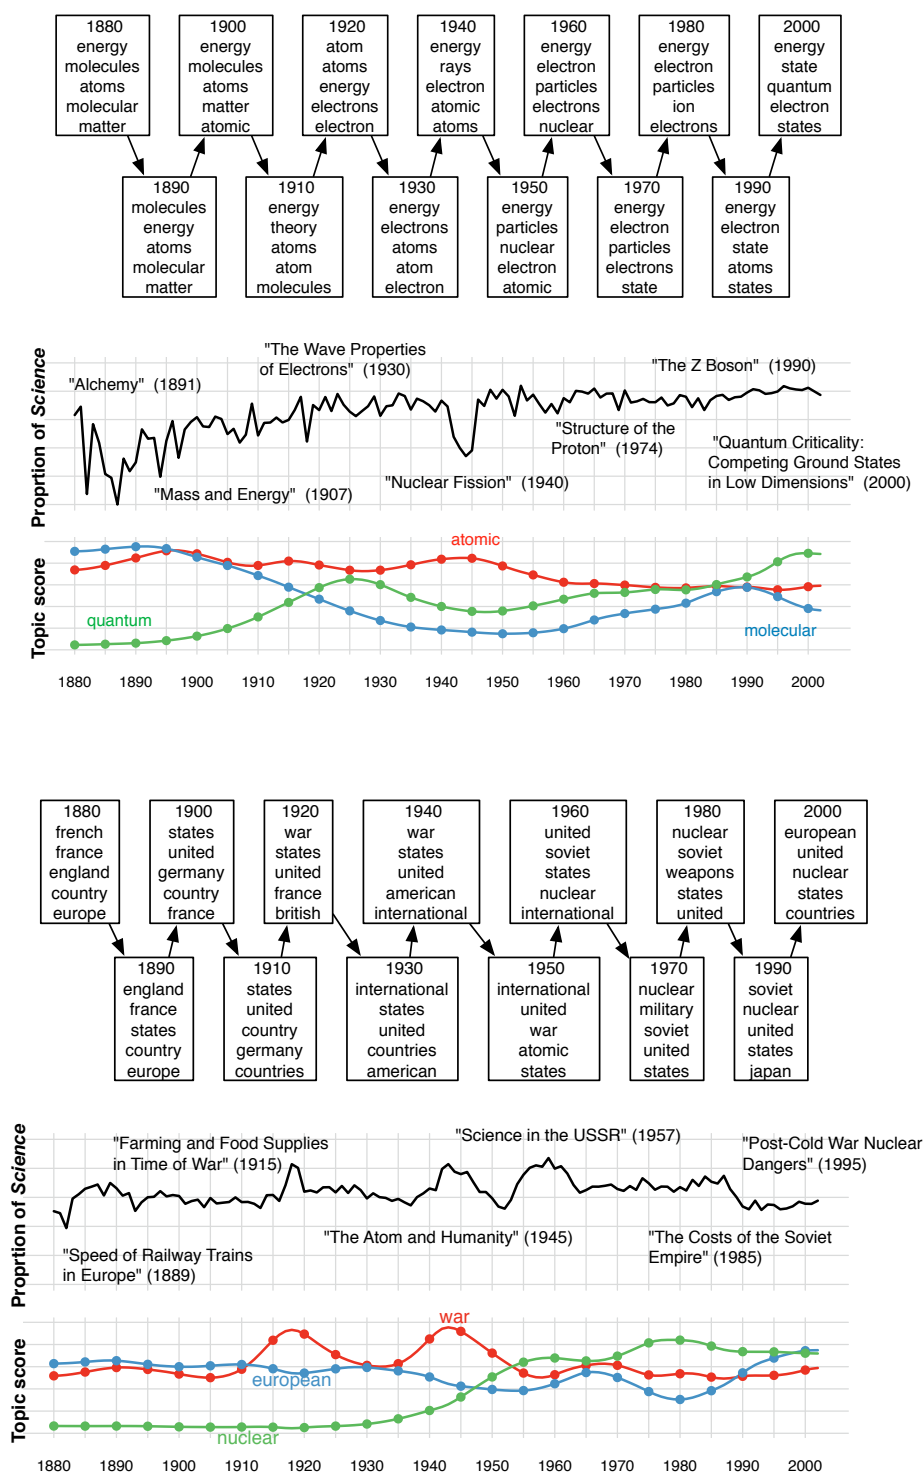 1880
energy
molecules
atoms
molecular
matter
1900
energy
molecules
atoms
matter
atomic
1920
atom
atoms
energy
electrons
electron
1940
energy
rays
electron
atomic
atoms
1960
energy
electron
particles
electrons
nuclear
1980
energy
electron
particles
ion
electrons
2000
energy
state
quantum
electron
states
1890
molecules
energy
atoms
molecular
matter
1910
energy
theory
atoms
atom
molecules
1930
energy
electrons
atoms
atom
electron
1950
energy
particles
nuclear
electron
atomic
1970
energy
electron
particles
electrons
state
1990
energy
electron
state
atoms
states
Proprtion of Science
"Alchemy" (1891)
"The Wave Properties
of Electrons" (1930)
"The Z Boson" (1990)
"Mass and Energy" (1907)
"Nuclear Fission" (1940)
"Structure of the
Proton" (1974)
"Quantum Criticality:
Competing Ground States
in Low Dimensions" (2000)
Topic score
atomic
quantum
molecular
1880 1890 1900 1910 1920 1930 1940 1950 1960 1970 1980 1990 2000
1880
french
france
england
country
europe
1900
states
united
germany
country
france
1920
war
states
united
france
british
1940
war
states
united
american
international
1960
united
soviet
states
nuclear
international
1980
nuclear
soviet
weapons
states
united
2000
european
united
nuclear
states
countries
1890
england
france
states
country
europe
1910
states
united
country
germany
countries
1930
international
states
united
countries
american
1950
international
united
war
atomic
states
1970
nuclear
military
soviet
united
states
1990
soviet
nuclear
united
states
japan
Proprtion of Science
"Farming and Food Supplies
in Time of War" (1915)
"Science in the USSR" (1957)
"Post-Cold War Nuclear
Dangers" (1995)
"Speed of Railway Trains
in Europe" (1889)
"The Atom and Humanity" (1945)
"The Costs of the Soviet
Empire" (1985)
Topic score
war
european
nuclear
1880 1890 1900 1910 1920 1930 1940 1950 1960 1970 1980 1990 2000